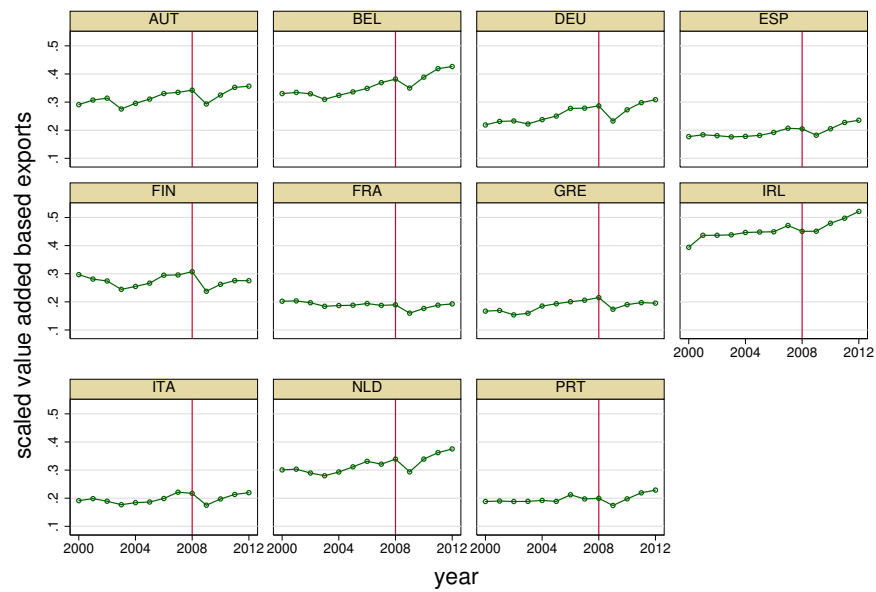 AUT BEL DEU ESP
.5
.4
.3
.2
.1
FIN FRA GRE IRL
.5
.4
.3
.2
.1
2000 2004 2008 2012
ITA NLD PRT
.5
.4
.3
.2
.1
2000 2004 2008 2012 2000 2004 2008 2012 2000 2004 2008 2012
year
scaled value added based exports